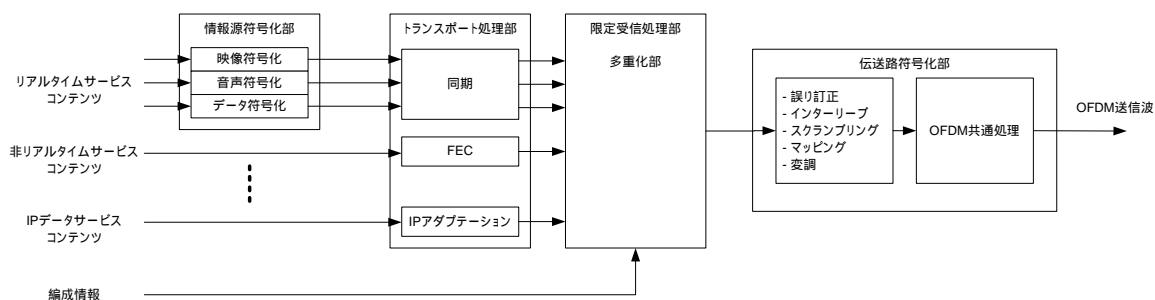 情報源符号化部
映像符号化
音声符号化
データ符号化
リアルタイムサービス
コンテンツ
非リアルタイムサービス
コンテンツ
IPデータサービス
コンテンツ
編成情報
トランスポート処理部
同期
FEC
IPアダプテーション
限定受信処理部
多重化部
伝送路符号化部
- 誤り訂正
- インターリーブ
- スクランブリング
- マッピング
- 変調
OFDM共通処理
OFDM送信波